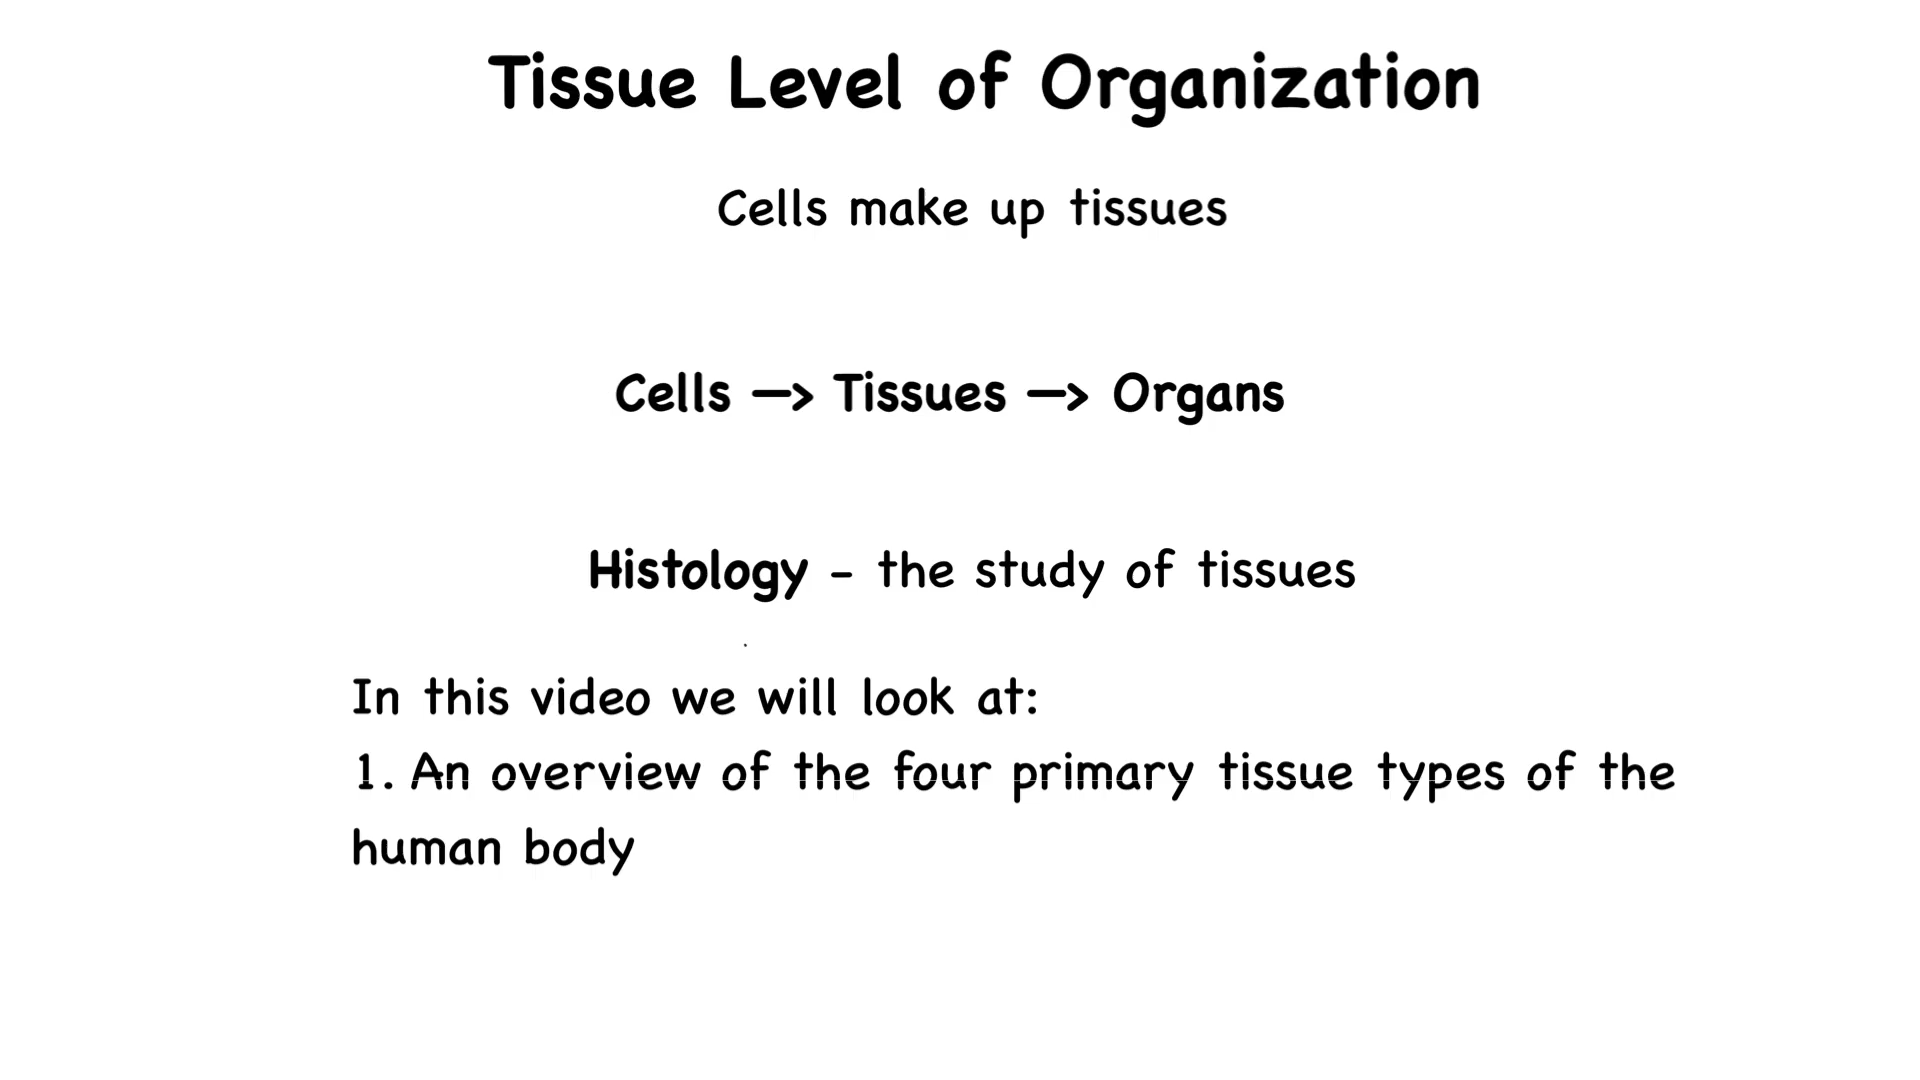 Tissue Level of Organization
Cells make up tissues
Cells —> Tissues —> Organs
Histology - the study of tissues
In this video we will look at:
1. An overview of the four primary tissue types of the
human body